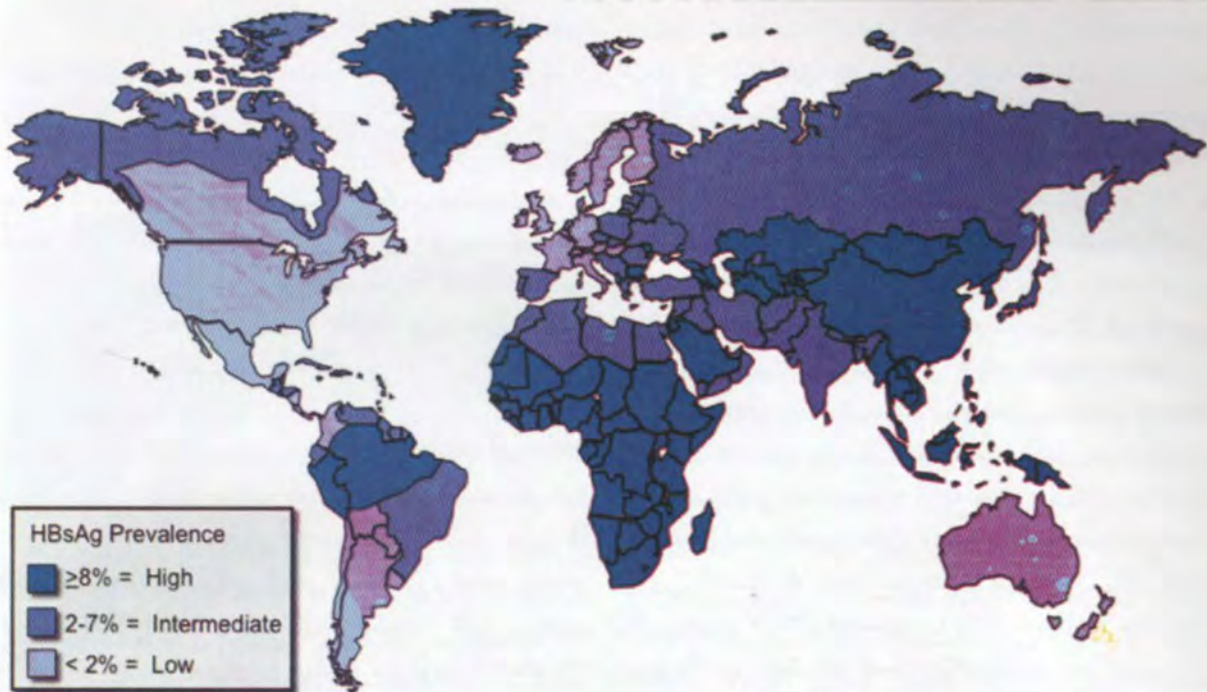 HBsAg Prevalence
≥8% = High
2-7% = Intermediate
< 2% = Low